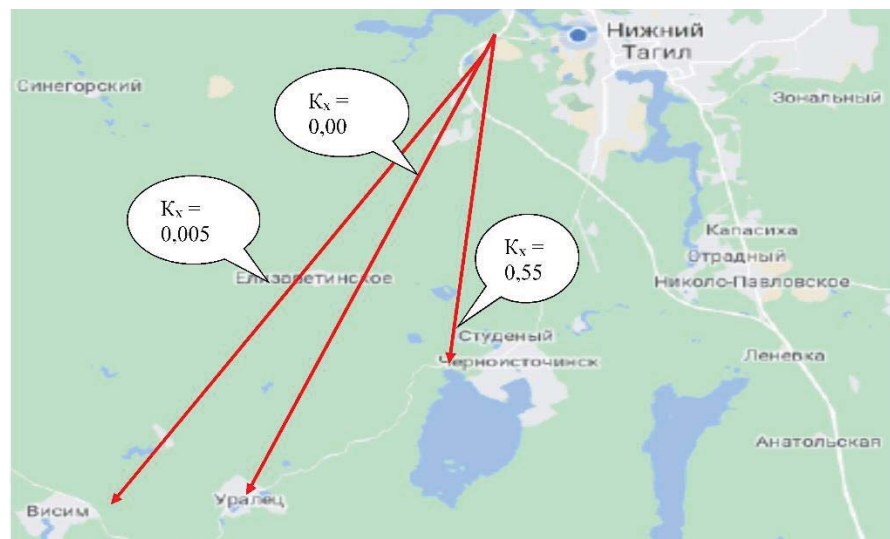 Нижний
Тагил
Синегорский
Зональный
Kₓ =
0,00
Kₓ =
0,005
Kₓ =
0,55
Капасиха
Отрадный
Николо-Павловское
Елизаветинское
Студеный
Черноисточинск
Леневка
Анатольская
Уралец
Висим